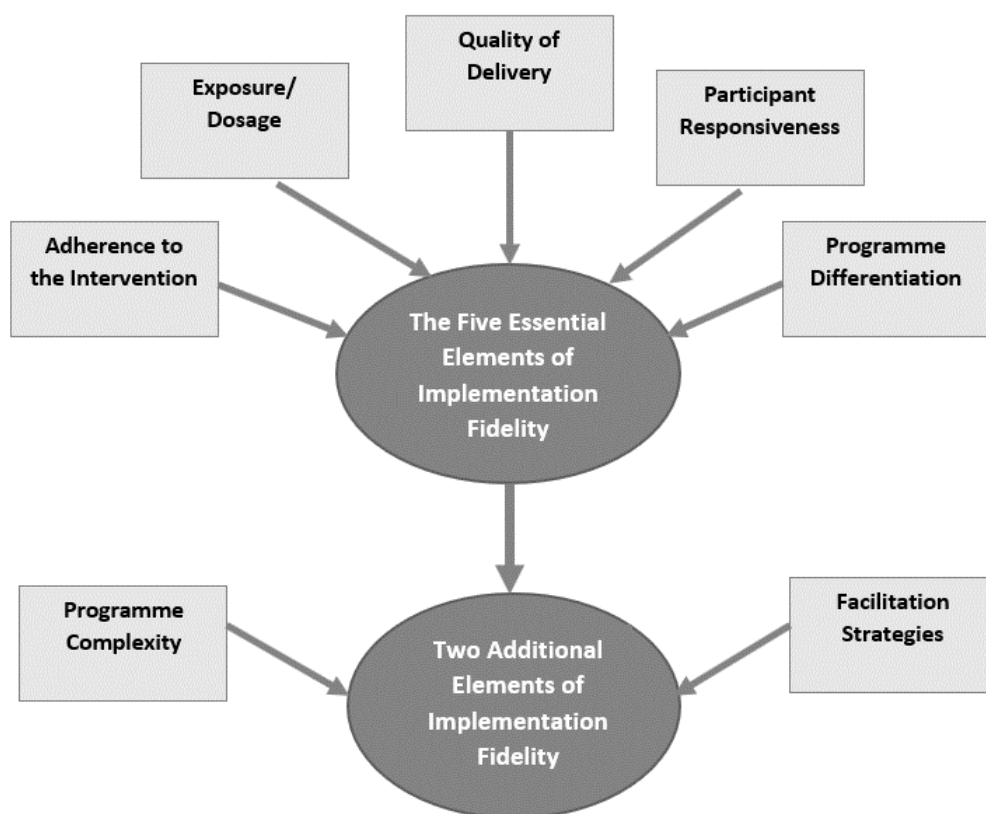 Quality of
Delivery
Exposure/
Dosage
Participant
Responsiveness
Adherence to
the Intervention
Programme
Differentiation
The Five Essential
Elements of
Implementation
Fidelity
Programme
Complexity
Facilitation
Strategies
Two Additional
Elements of
Implementation
Fidelity